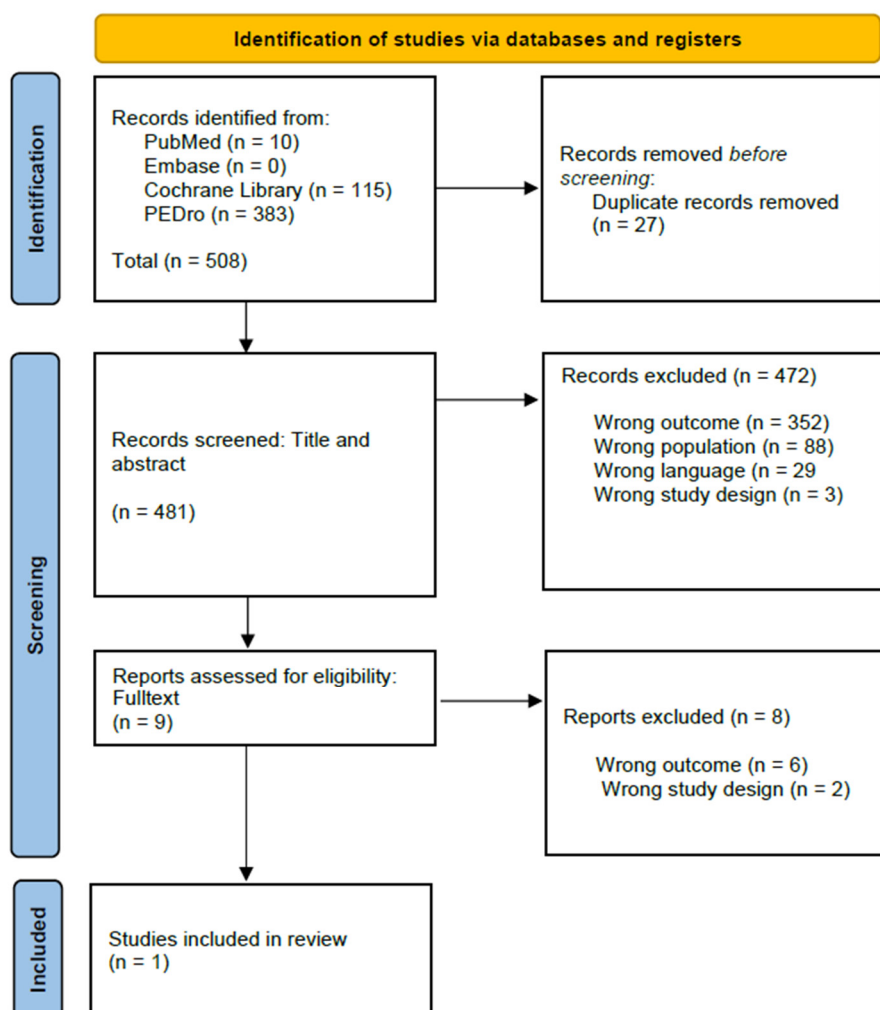 Identification of studies via databases and registers
Identification
Records identified from:
PubMed (n = 10)
Embase (n = 0)
Cochrane Library (n = 115)
PEDro (n = 383)
Total (n = 508)
Records removed before
screening:
Duplicate records removed
(n = 27)
Screening
Records screened: Title and
abstract
(n = 481)
Records excluded (n = 472)
Wrong outcome (n = 352)
Wrong population (n = 88)
Wrong language (n = 29
Wrong study design (n = 3)
Reports assessed for eligibility:
Fulltext
(n = 9)
Reports excluded (n = 8)
Wrong outcome (n = 6)
Wrong study design (n = 2)
Included
Studies included in review
(n = 1)